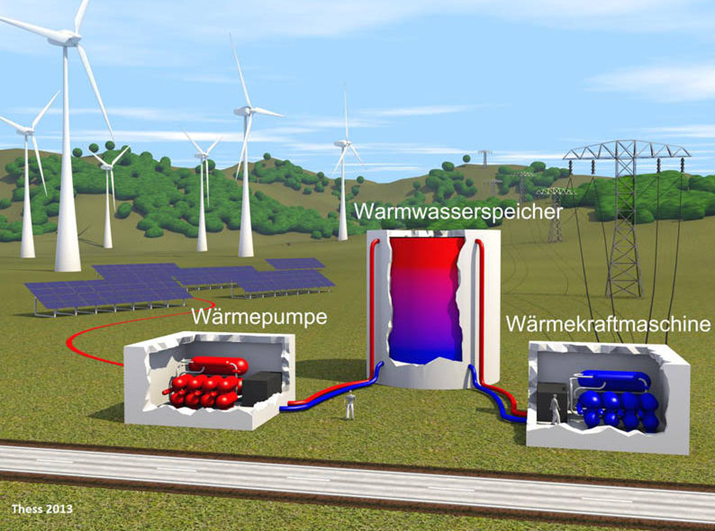 Warmwasserspeicher
Wärmepumpe
Wärmekraftmaschine
Thess 2013